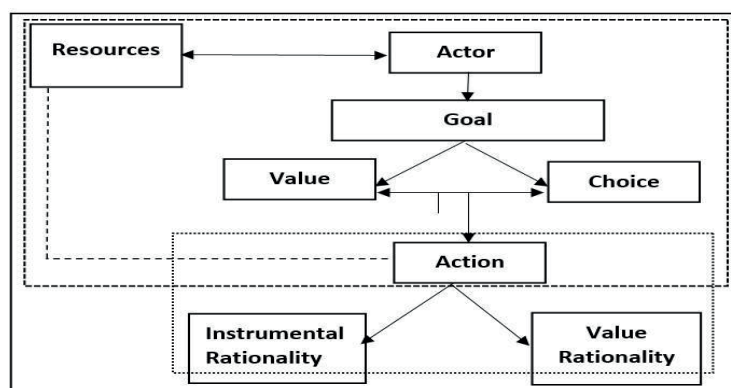 Resources
Actor
Goal
Value
Choice
Action
Instrumental
Rationality
Value
Rationality